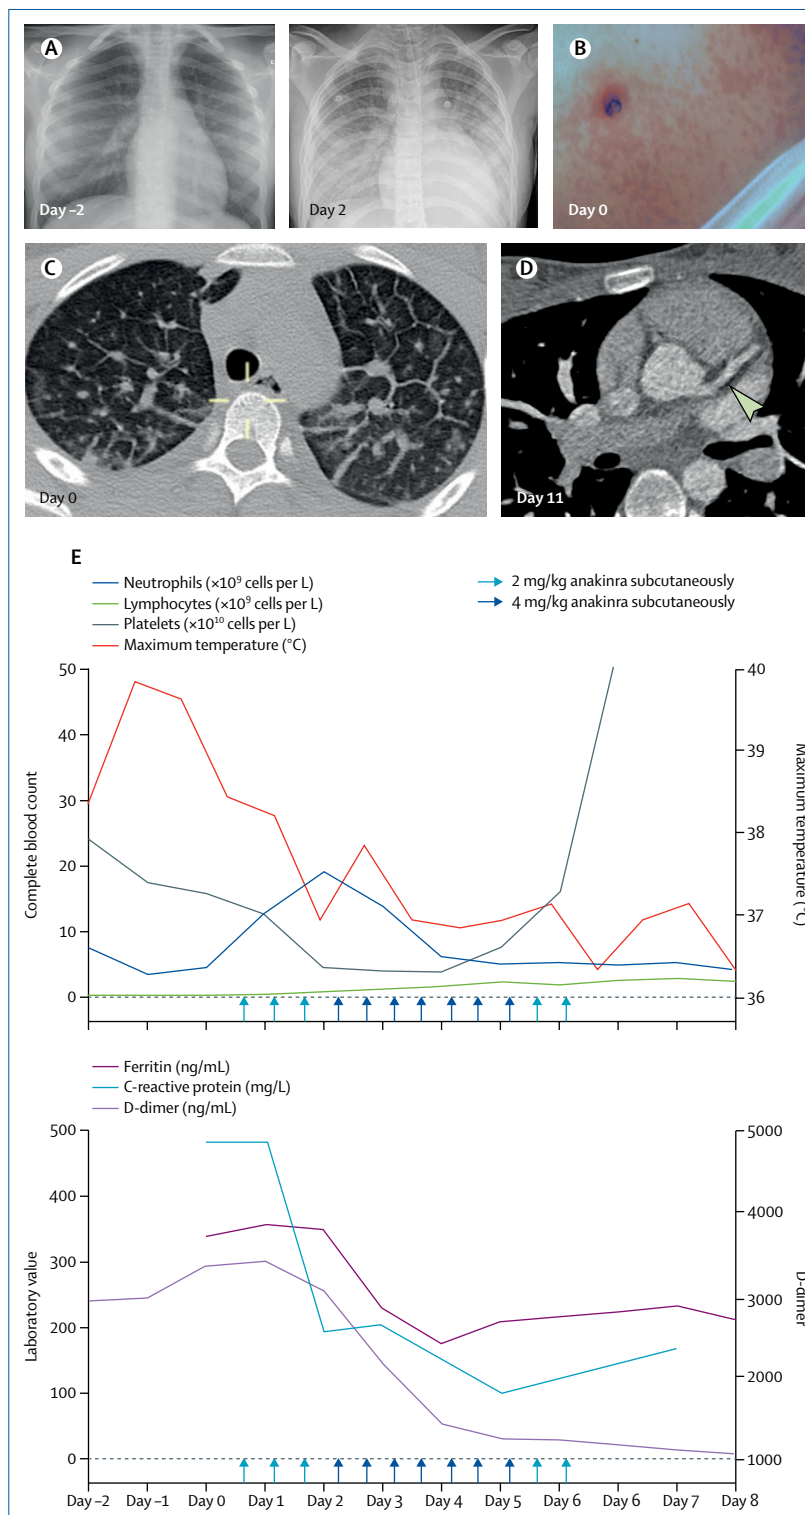 A
Day –2
Day 2
B
Day 0
C
Day 0
D
Day 11
E
Neutrophils (×10⁹ cells per L)
Lymphocytes (×10⁹ cells per L)
Platelets (×10¹⁰ cells per L)
Maximum temperature (°C)
2 mg/kg anakinra subcutaneously
4 mg/kg anakinra subcutaneously
50
40
30
20
10
0
Complete blood count
40
39
38
37
36
Maximum temperature (°C)
Ferritin (ng/mL)
C-reactive protein (mg/L)
D-dimer (ng/mL)
500
400
300
200
100
0
Laboratory value
5000
4000
3000
2000
1000
D-dimer
Day –2
Day –1
Day 0
Day 1
Day 2
Day 3
Day 4
Day 5
Day 6
Day 6
Day 7
Day 8